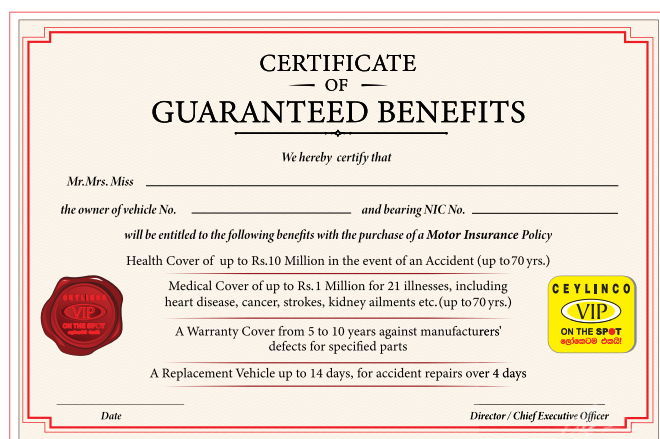 CERTIFICATE
OF
GUARANTEED BENEFITS
We hereby certify that
Mr.Mrs. Miss
the owner of vehicle No. and bearing NIC No.
will be entitled to the following benefits with the purchase of a Motor Insurance Policy
Health Cover of up to Rs.10 Million in the event of an Accident (up to 70 yrs.)
Medical Cover of up to Rs.1 Million for 21 illnesses, including
heart disease, cancer, strokes, kidney ailments etc.(up to 70 yrs.)
A Warranty Cover from 5 to 10 years against manufacturers'
defects for specified parts
A Replacement Vehicle up to 14 days, for accident repairs over 4 days
CEYLINCO
VIP
ON THE SPOT
CEYLINCO
VIP
ON THE SPOT
ලෝකෙටම එකයි!
Date
Director / Chief Executive Officer